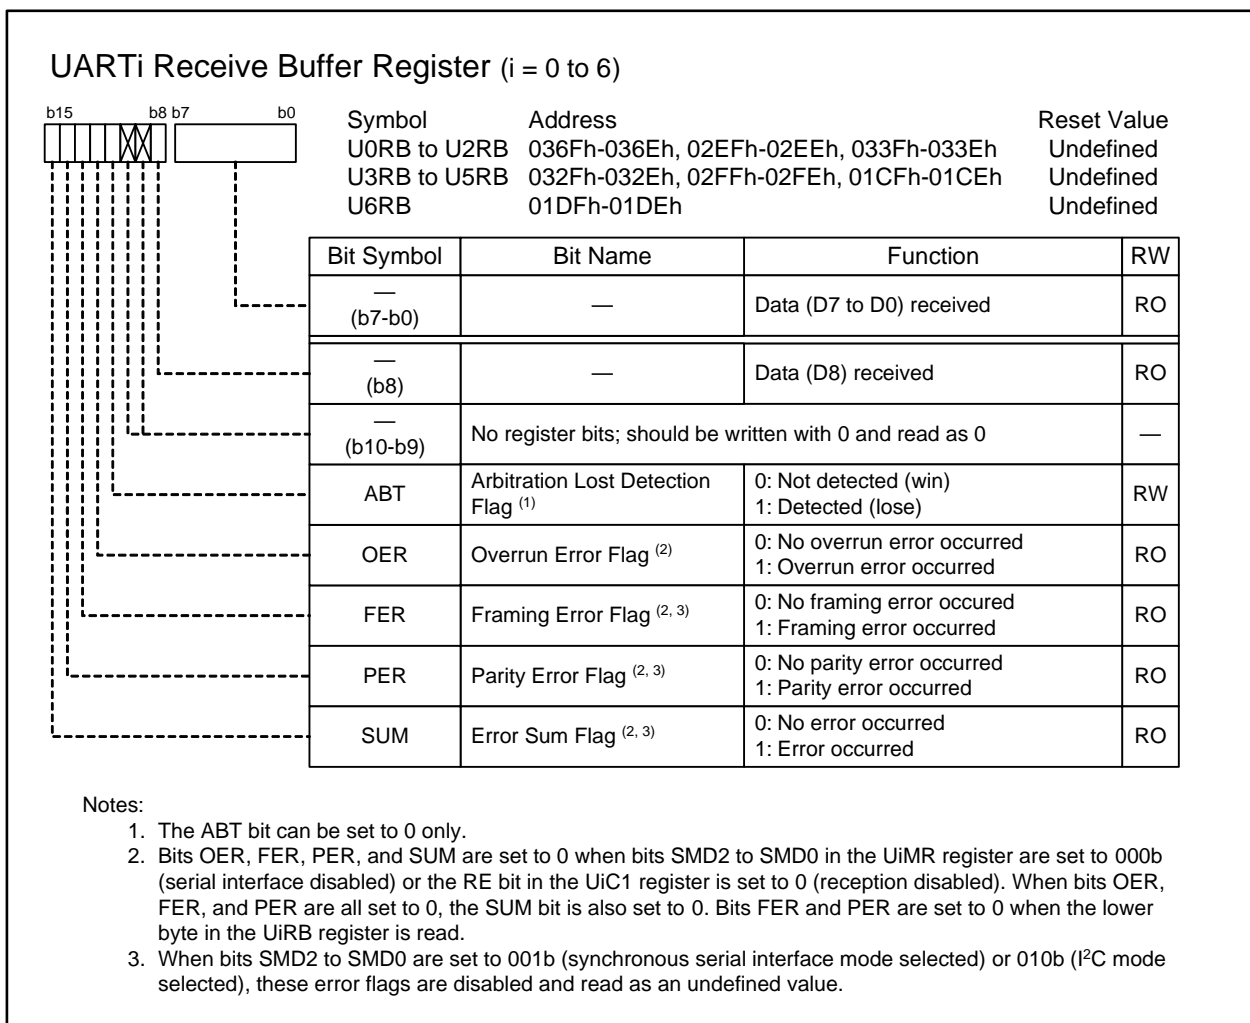 UARTi Receive Buffer Register (i = 0 to 6)
b15 b8 b7 b0
Symbol Address Reset Value
U0RB to U2RB 036Fh-036Eh, 02EFh-02EEh, 033Fh-033Eh Undefined
U3RB to U5RB 032Fh-032Eh, 02FFh-02FEh, 01CFh-01CEh Undefined
U6RB 01DFh-01DEh Undefined
Bit Symbol Bit Name Function RW
—
(b7-b0) — Data (D7 to D0) received RO
—
(b8) — Data (D8) received RO
—
(b10-b9) No register bits; should be written with 0 and read as 0 —
ABT Arbitration Lost Detection Flag (1) 0: Not detected (win) RW
1: Detected (lose)
OER Overrun Error Flag (2) 0: No overrun error occurred RO
1: Overrun error occurred
FER Framing Error Flag (2, 3) 0: No framing error occured RO
1: Framing error occurred
PER Parity Error Flag (2, 3) 0: No parity error occurred RO
1: Parity error occurred
SUM Error Sum Flag (2, 3) 0: No error occurred RO
1: Error occurred
Notes:
1. The ABT bit can be set to 0 only.
2. Bits OER, FER, PER, and SUM are set to 0 when bits SMD2 to SMD0 in the UiMR register are set to 000b
(serial interface disabled) or the RE bit in the UiC1 register is set to 0 (reception disabled). When bits OER,
FER, and PER are all set to 0, the SUM bit is also set to 0. Bits FER and PER are set to 0 when the lower
byte in the UiRB register is read.
3. When bits SMD2 to SMD0 are set to 001b (synchronous serial interface mode selected) or 010b (I²C mode
selected), these error flags are disabled and read as an undefined value.